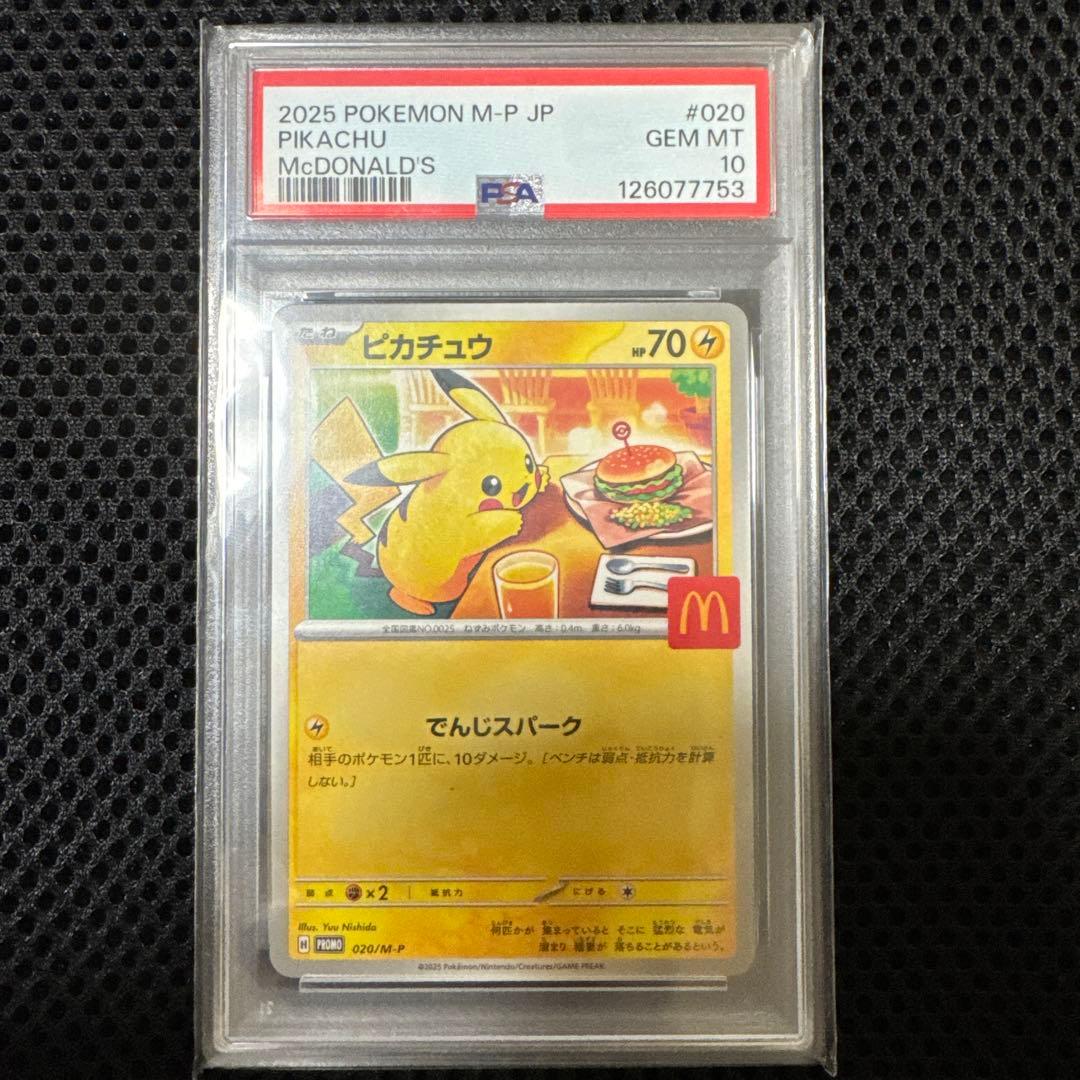 2025 POKEMON M-P JP #020
PIKACHU GEM MT
McDONALD'S 10
PSA 126077753
たね ピカチュウ HP70
M
全国図鑑NO.0025 ねずみポケモン 高さ:0.4m 重さ:6.0kg
でんじスパーク
相手のポケモン1匹に、10ダメージ。[ベンチは弱点・抵抗力を計算
しない。]
弱点 ×2 抵抗力 にげる
Illus. Yuu Nishida
何匹かが 集まっていると そこに 猛烈な 電気が
溜まり 稲妻が 落ちることがあるという。
H PROMO 020/M-P
©2025 Pokémon/Nintendo/Creatures/GAME FREAK.